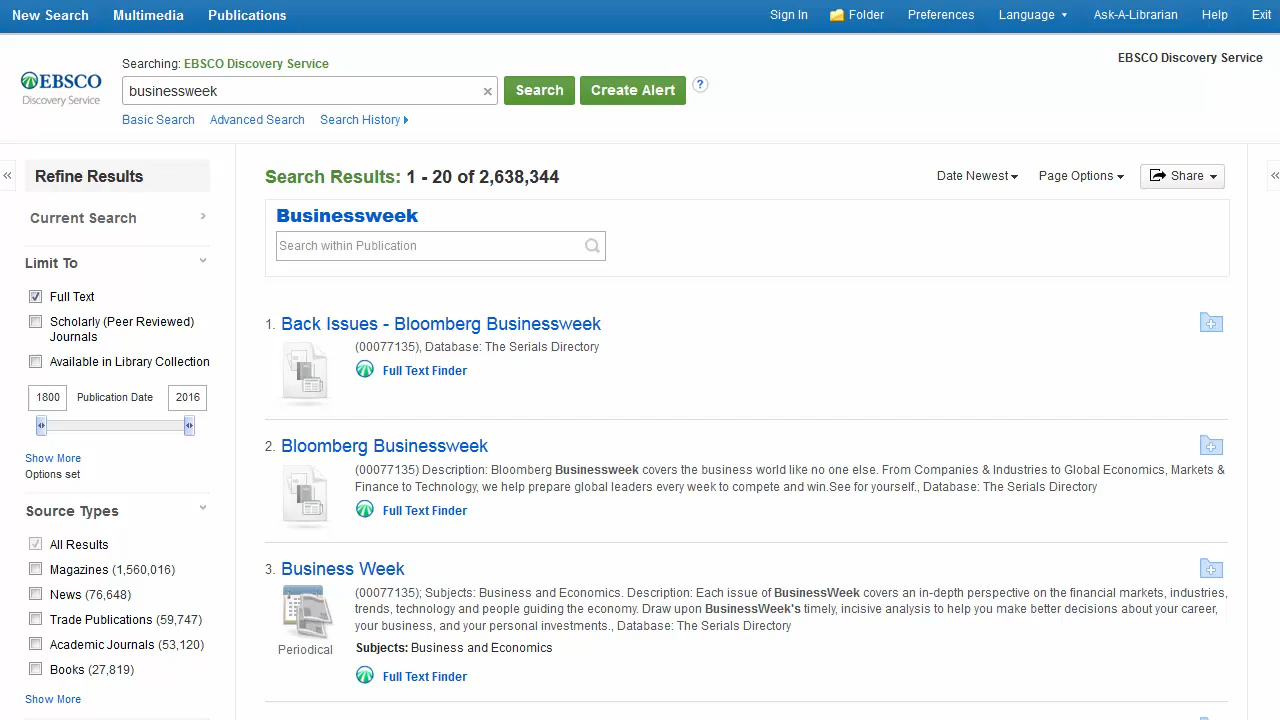 New Search Multimedia Publications Sign In Folder Preferences Language Ask-A-Librarian Help Exit
EBSCO Discovery Service
Searching: EBSCO Discovery Service
EBSCO
Discovery Service
businessweek × Search Create Alert ?
Basic Search Advanced Search Search History
« Refine Results
Current Search
Limit To
Full Text
Scholarly (Peer Reviewed)
Journals
Available in Library Collection
1800 Publication Date 2016
Show More
Options set
Source Types
All Results
Magazines (1,560,016)
News (76,648)
Trade Publications (59,747)
Academic Journals (53,120)
Books (27,819)
Show More
Search Results: 1 - 20 of 2,638,344 Date Newest Page Options Share «
Businessweek
Search within Publication
1. Back Issues - Bloomberg Businessweek
(00077135), Database: The Serials Directory
Full Text Finder
2. Bloomberg Businessweek
(00077135) Description: Bloomberg Businessweek covers the business world like no one else. From Companies & Industries to Global Economics, Markets &
Finance to Technology, we help prepare global leaders every week to compete and win.See for yourself., Database: The Serials Directory
Full Text Finder
3. Business Week
(00077135); Subjects: Business and Economics. Description: Each issue of BusinessWeek covers an in-depth perspective on the financial markets, industries,
trends, technology and people guiding the economy. Draw upon BusinessWeek's timely, incisive analysis to help you make better decisions about your career,
your business, and your personal investments., Database: The Serials Directory
Periodical
Subjects: Business and Economics
Full Text Finder